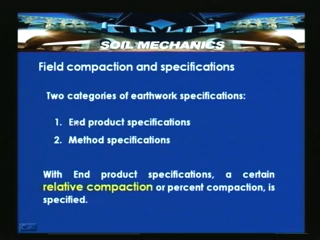 SOIL MECHANICS
Field compaction and specifications
Two categories of earthwork specifications:
1. End product specifications
2. Method specifications
With End product specifications, a certain
relative compaction or percent compaction, is
specified.